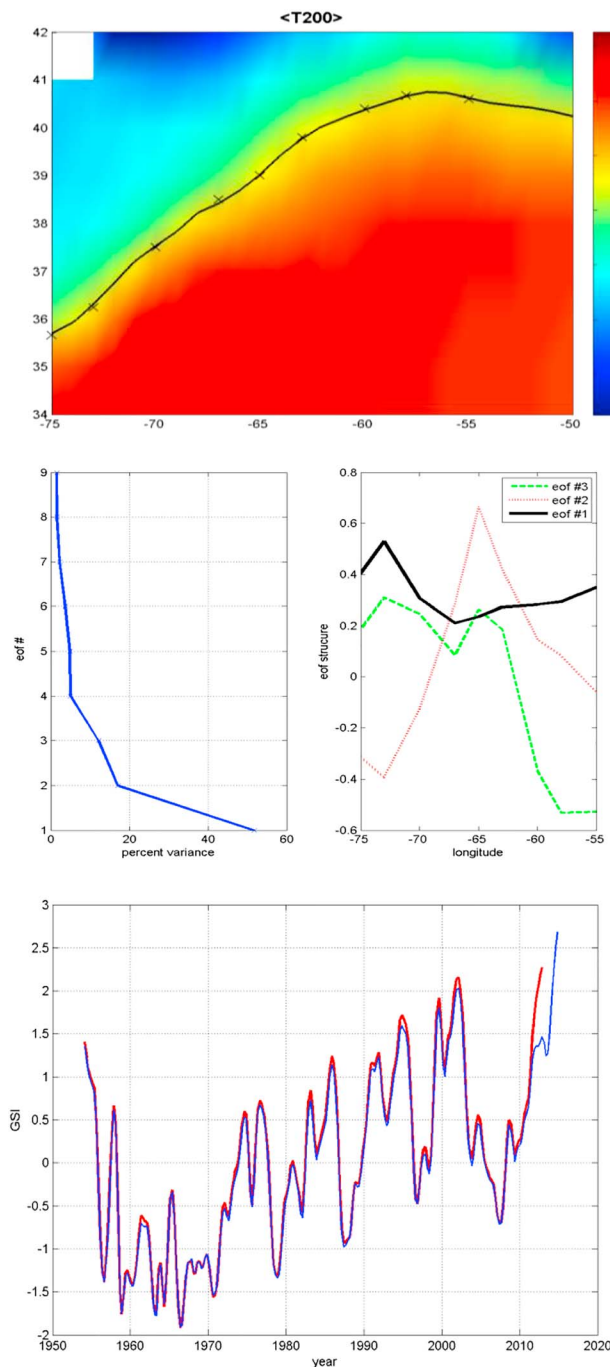 <T200>
42
41
40
39
38
37
36
35
34
-75 -70 -65 -60 -55 -50
9
8
7
6
5
4
3
2
1
eof #
0 20 40 60
percent variance
0.8
0.6
0.4
0.2
0
-0.2
-0.4
-0.6
eof strucure
eof #3
eof #2
eof #1
-75 -70 -65 -60 -55
longitude
3
2.5
2
1.5
1
0.5
0
-0.5
-1
-1.5
-2
GSI
1950 1960 1970 1980 1990 2000 2010 2020
year